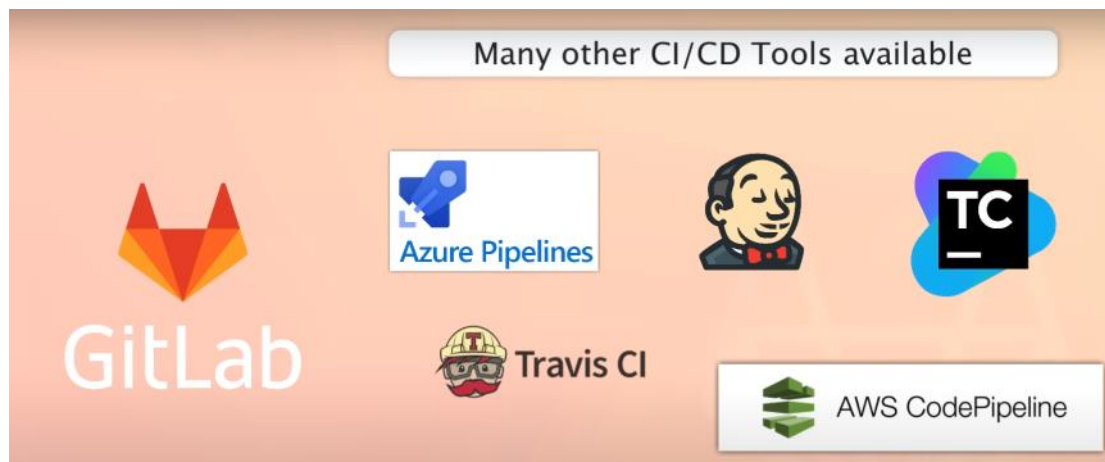 Many other CI/CD Tools available
GitLab
Azure Pipelines
TC
T
Travis CI
AWS CodePipeline